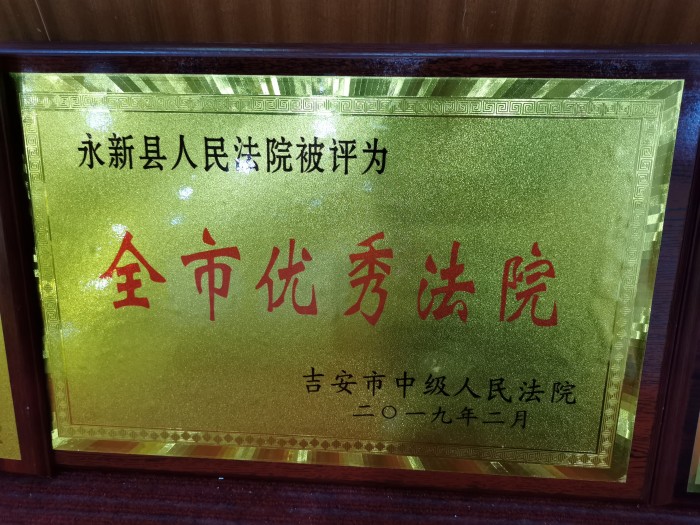 永新县人民法院被评为
全市优秀法院
吉安市中级人民法院
二〇一九年二月